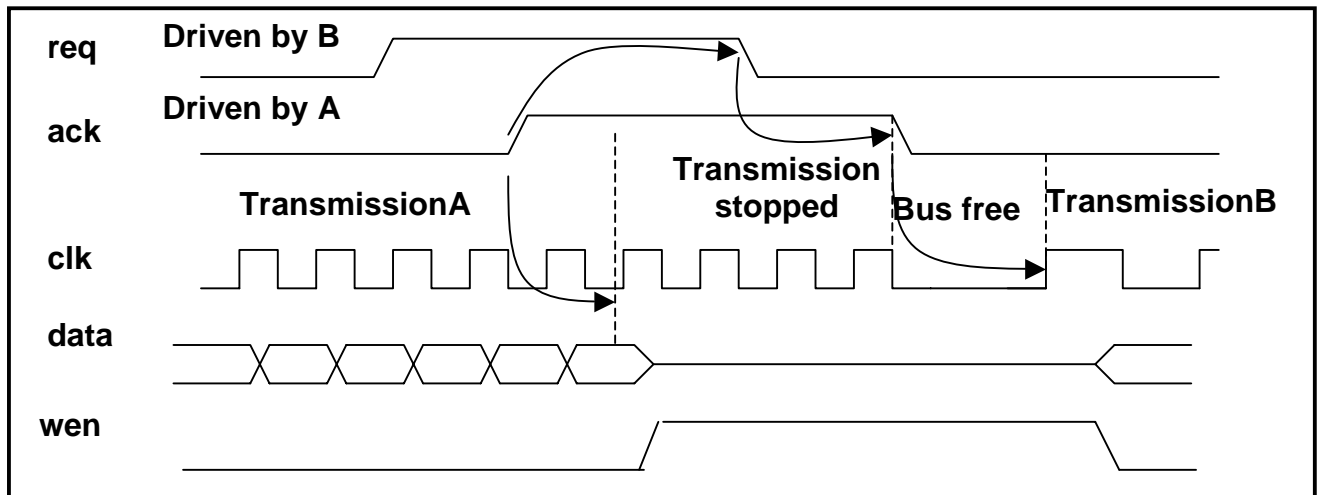 req
Driven by B
Driven by A
ack
Transmission
stopped
TransmissionA
Bus free
TransmissionB
clk
data
wen